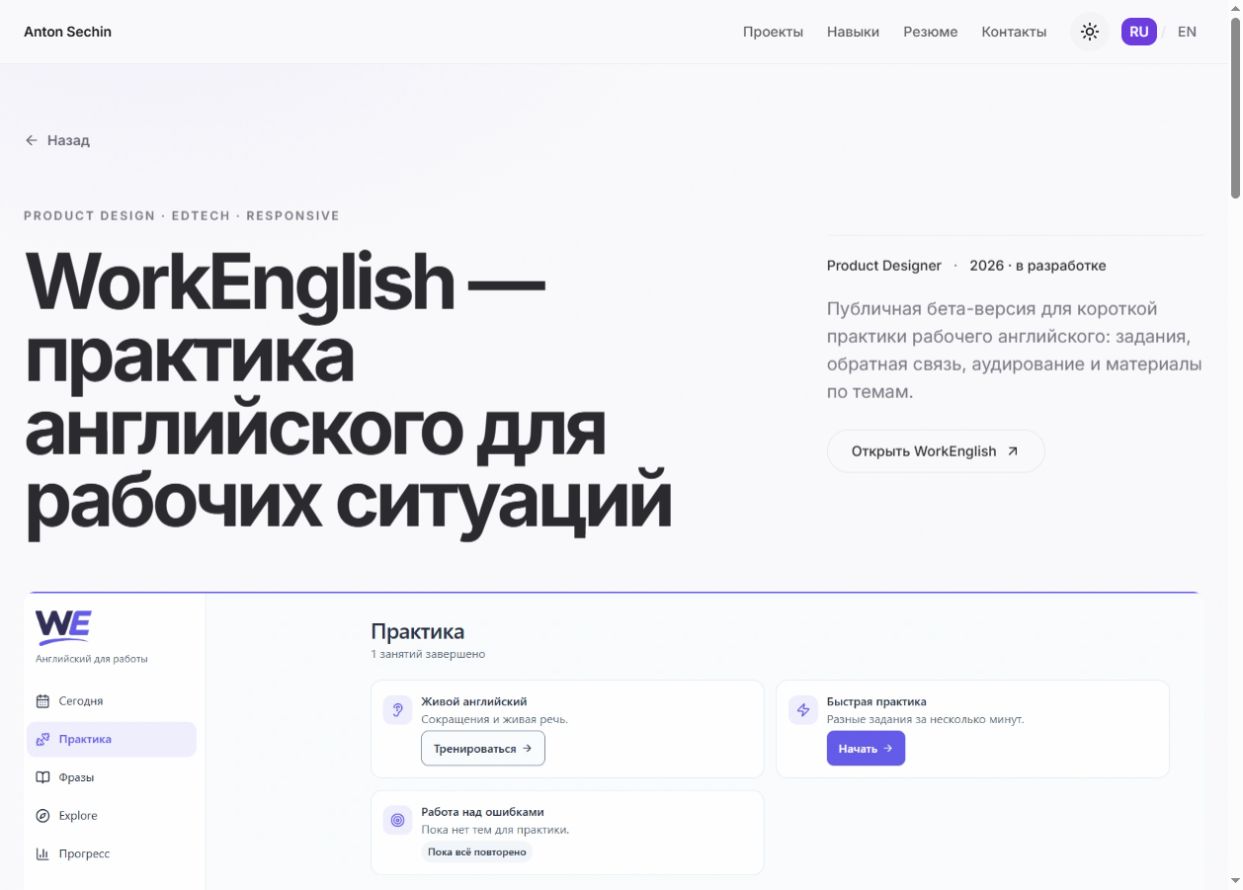 Anton Sechin
Проекты Навыки Резюме Контакты RU / EN
← Назад
PRODUCT DESIGN · EDTECH · RESPONSIVE
WorkEnglish —
практика
английского для
рабочих ситуаций
Product Designer · 2026 · в разработке
Публичная бета-версия для короткой
практики рабочего английского: задания,
обратная связь, аудирование и материалы
по темам.
Открыть WorkEnglish ↗
WE
Английский для работы
Сегодня
Практика
Фразы
Explore
Прогресс
Практика
1 занятий завершено
Живой английский
Сокращения и живая речь.
Тренироваться →
Быстрая практика
Разные задания за несколько минут.
Начать →
Работа над ошибками
Пока нет тем для практики.
Пока всё повторено